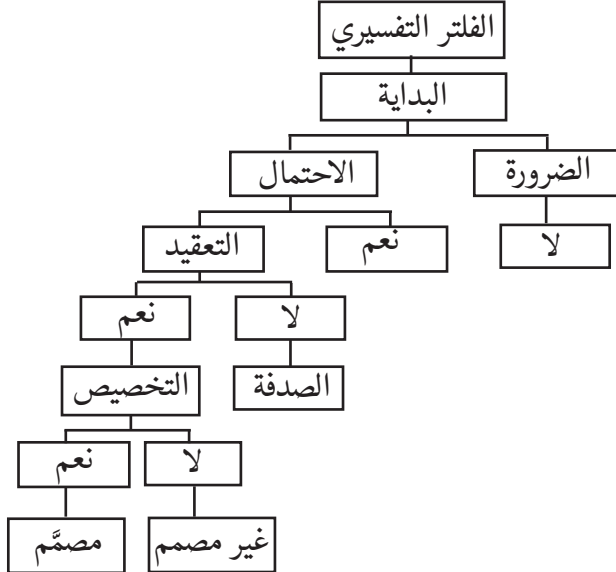 الفلتر التفسيري
البداية
الضرورة
الاحتمال
لا
نعم
التعقيد
لا
نعم
الصدفة
التخصيص
لا
نعم
غير مصمم
مصمَّم